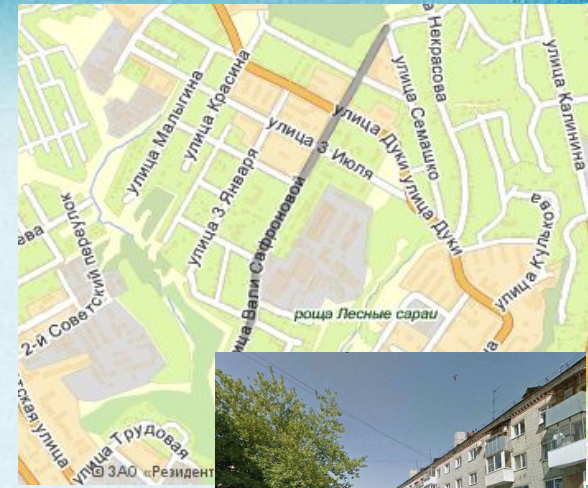 улица Некрасова
улица Калинина
улица Семашко
улица Малыгина
улица Красина
улица Дуки
улица 3 Июля
улица Дуки
улица 3 Января
улица Вали Сафроновой
улица Кулькова
2-й Советский переулок
роща Лесные сараи
улица Трудовая
улица
© ЗАО «Резидент